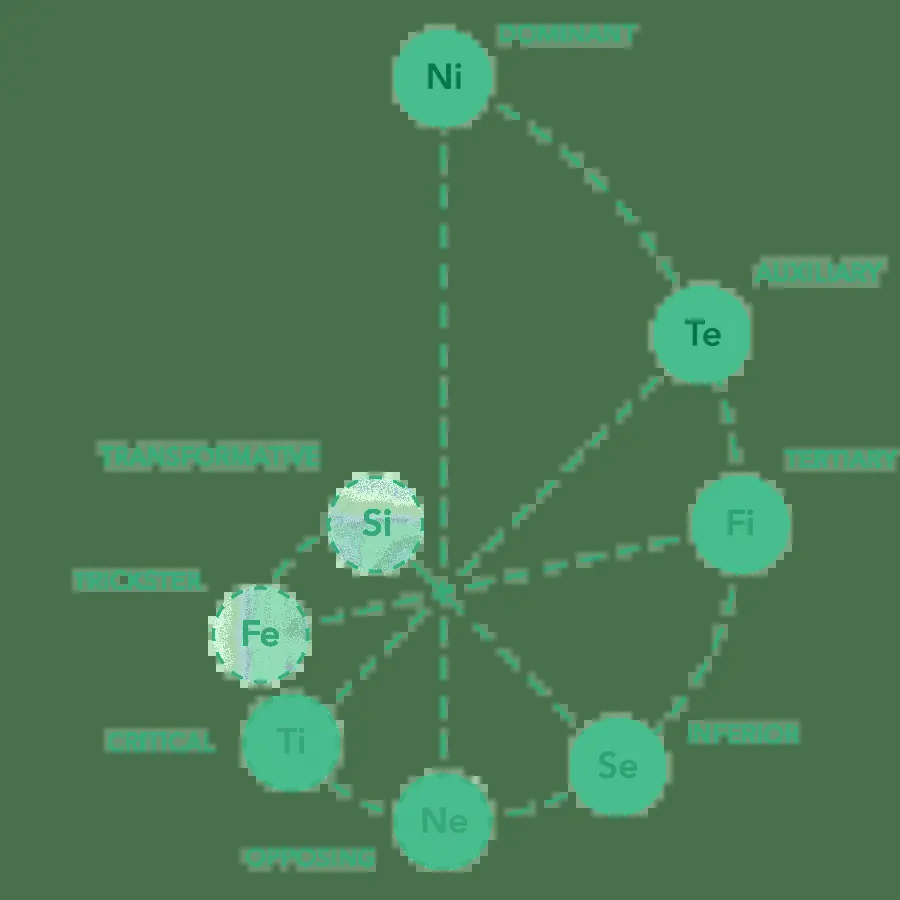 DOMINANT
Ni
AUXILIARY
Te
TRANSFORMATIVE
TERTIARY
Si
Fi
TRICKSTER
Fe
INFERIOR
CRITICAL
Ti
Se
Ne
OPPOSING